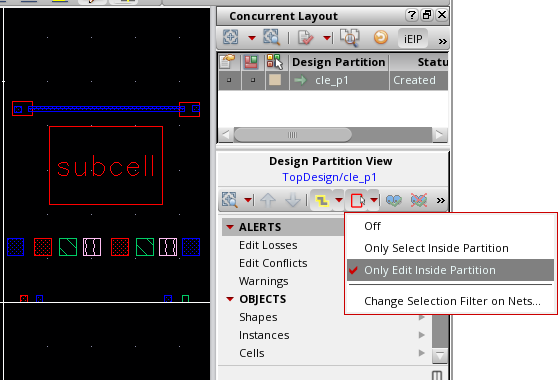 Concurrent Layout
iEIP
»
Design Partition Statu
cle_p1 Created
subcell
Design Partition View
TopDesign/cle_p1
»
ALERTS
Edit Losses
Edit Conflicts
Warnings
OBJECTS
Shapes
Instances
Cells
Off
Only Select Inside Partition
Only Edit Inside Partition
Change Selection Filter on Nets...